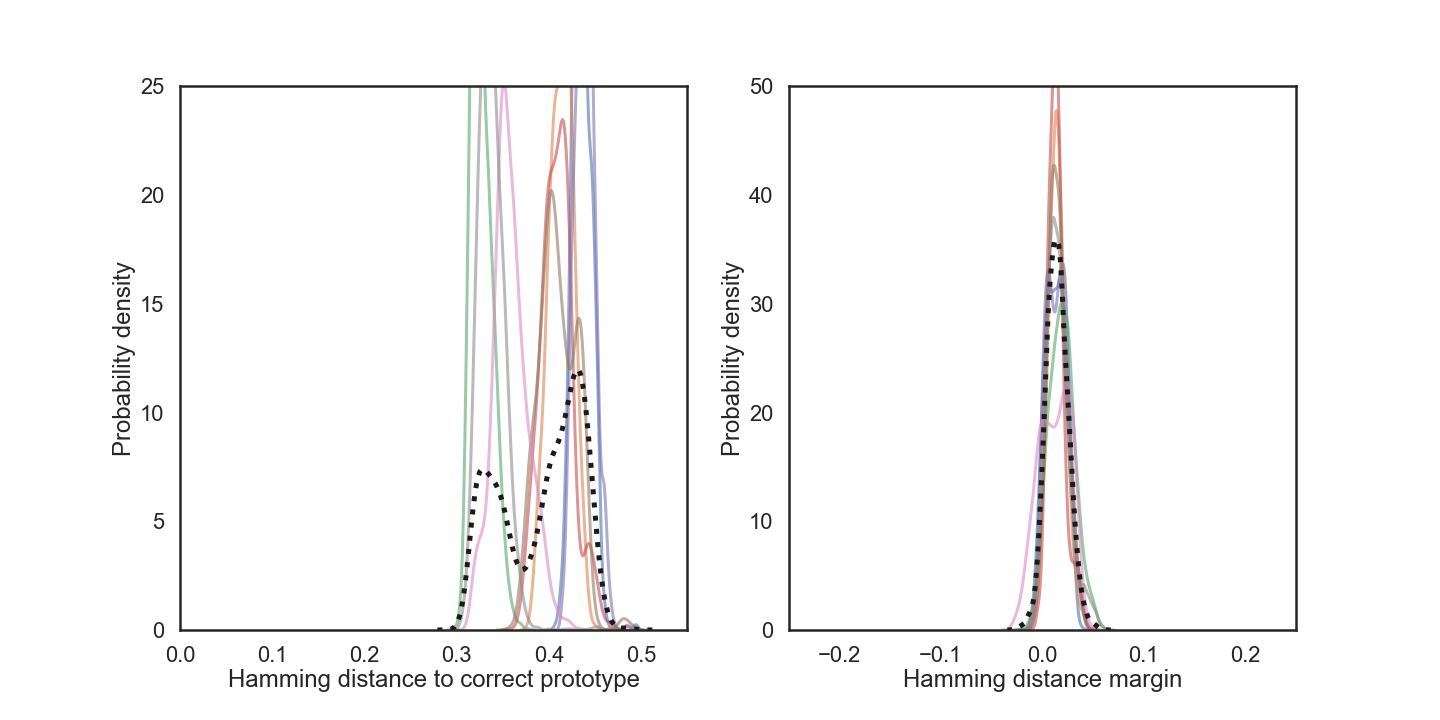 25
20
15
10
5
0
Probability density
0.0 0.1 0.2 0.3 0.4 0.5
Hamming distance to correct prototype
50
40
30
20
10
0
Probability density
−0.2 −0.1 0.0 0.1 0.2
Hamming distance margin